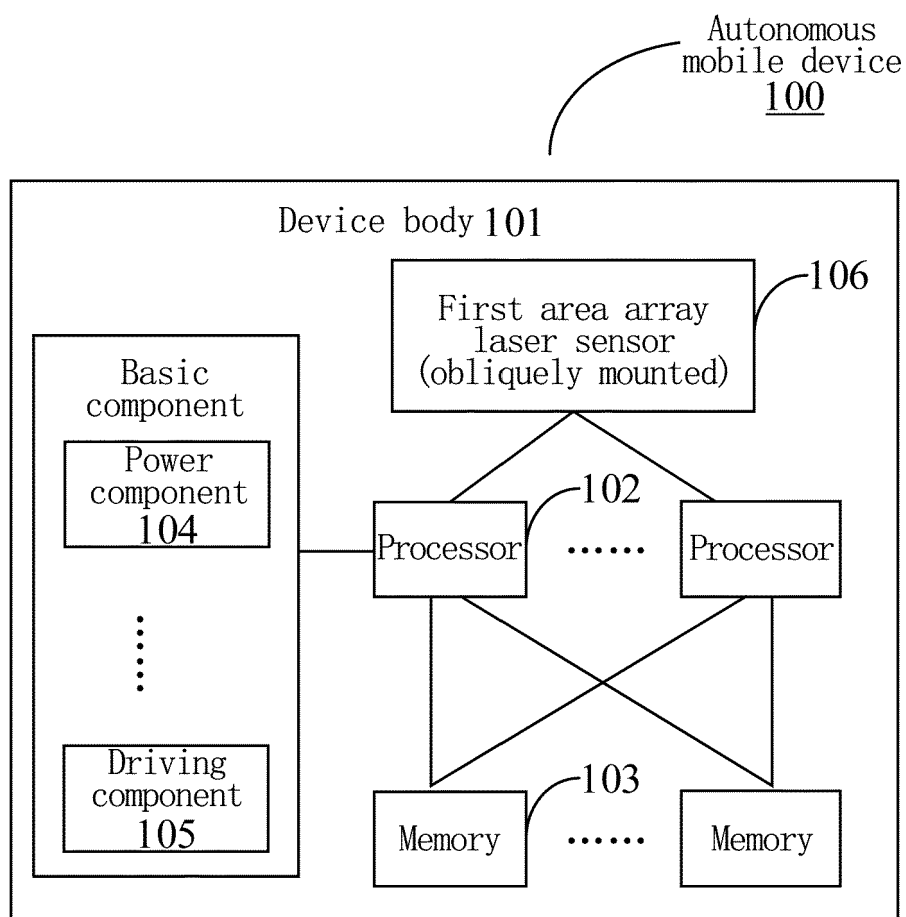 Autonomous
mobile device
100
Device body 101
106
First area array
laser sensor
(obliquely mounted)
Basic
component
Power
component
104
102
Processor
……
Processor
Driving
component
105
103
Memory
……
Memory